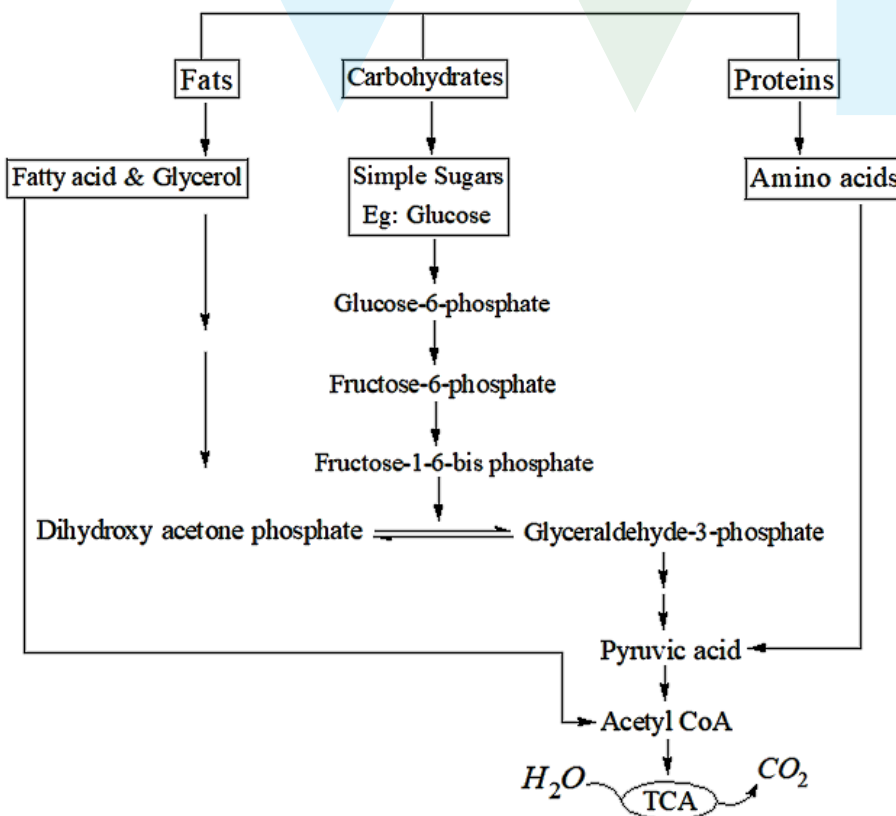 Fats
Carbohydrates
Proteins
Fatty acid & Glycerol
Simple Sugars
Eg: Glucose
Amino acids
Glucose-6-phosphate
Fructose-6-phosphate
Fructose-1-6-bis phosphate
Dihydroxy acetone phosphate
Glyceraldehyde-3-phosphate
Pyruvic acid
Acetyl CoA
H₂O
CO₂
TCA